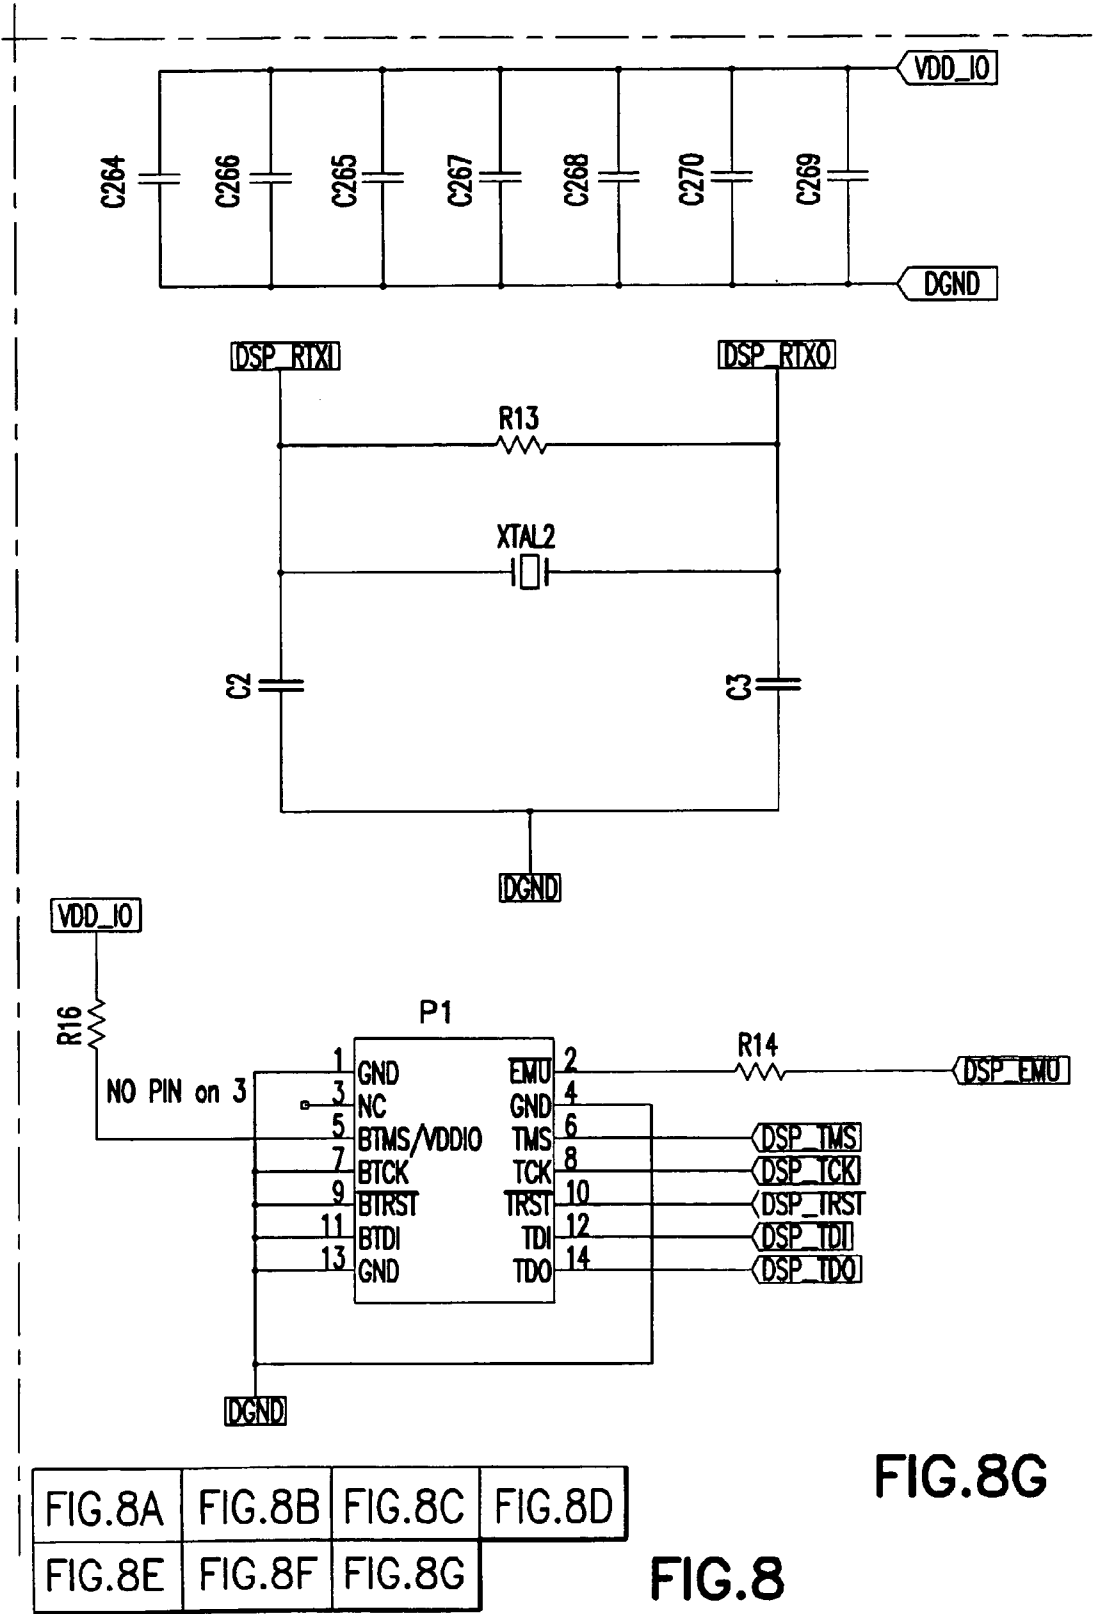 VDD_IO
C264 C266 C265 C267 C268 C270 C269
DGND
DSP_RTXI DSP_RTXO
R13
XTAL2
C2 C3
DGND
VDD_IO
R16
P1
R14
NO PIN on 3
1 GND EMU 2 DSP_EMU
3 NC GND 4
5 BTMS/VDDIO TMS 6 DSP_TMS
7 BTCK TCK 8 DSP_TCK
9 BTRST TRST 10 DSP_TRST
11 BTDI TDI 12 DSP_TDI
13 GND TDO 14 DSP_TDO
DGND
FIG.8G
FIG.8A FIG.8B FIG.8C FIG.8D
FIG.8E FIG.8F FIG.8G
FIG.8